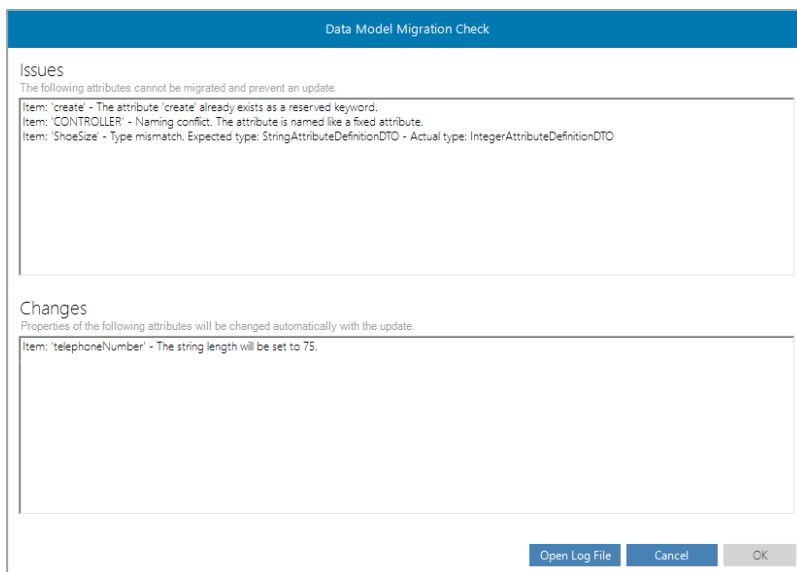 Data Model Migration Check
Issues
The following attributes cannot be migrated and prevent an update.
Item: 'create' - The attribute 'create' already exists as a reserved keyword.
Item: 'CONTROLLER' - Naming conflict. The attribute is named like a fixed attribute.
Item: 'ShoeSize' - Type mismatch. Expected type: StringAttributeDefinitionDTO - Actual type: IntegerAttributeDefinitionDTO
Changes
Properties of the following attributes will be changed automatically with the update.
Item: 'telephoneNumber' - The string length will be set to 75.
Open Log File Cancel OK